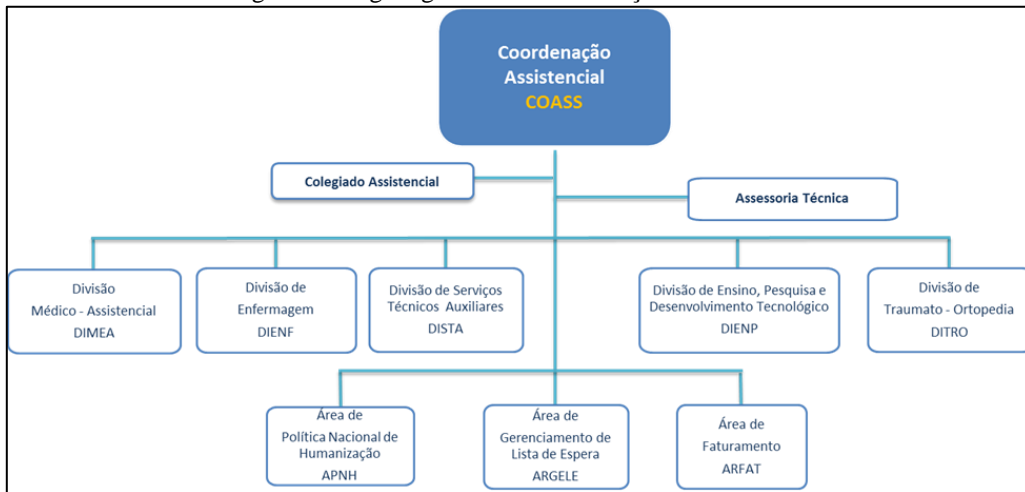 Coordenação
Assistencial
COASS
Colegiado Assistencial
Assessoria Técnica
Divisão
Médico - Assistencial
DIMEA
Divisão de
Enfermagem
DIENF
Divisão de Serviços
Técnicos Auxiliares
DISTA
Divisão de Ensino, Pesquisa e
Desenvolvimento Tecnológico
DIENP
Divisão de
Traumato - Ortopedia
DITRO
Área de
Política Nacional de
Humanização
APNH
Área de
Gerenciamento de
Lista de Espera
ARGELE
Área de
Faturamento
ARFAT